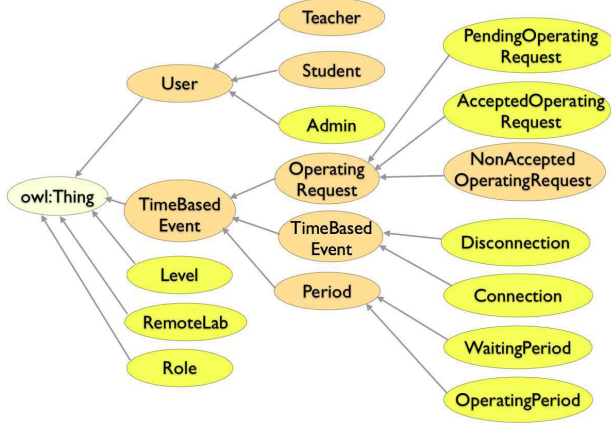 Teacher
Student
User
Admin
PendingOperating
Request
AcceptedOperating
Request
NonAccepted
OperatingRequest
Operating
Request
owl:Thing
TimeBased
Event
TimeBased
Event
Disconnection
Level
Period
Connection
RemoteLab
WaitingPeriod
Role
OperatingPeriod